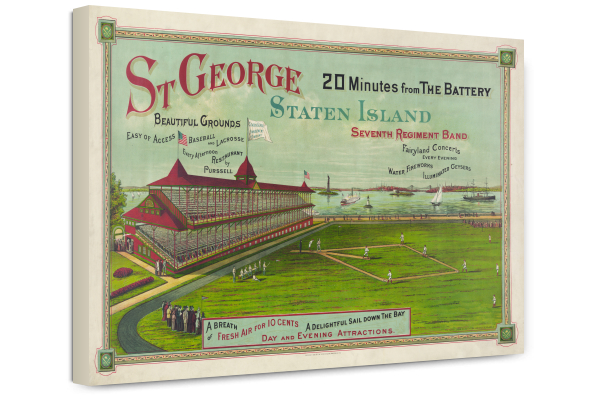 ST GEORGE
20 Minutes from THE BATTERY
STATEN ISLAND
BEAUTIFUL GROUNDS
SEVENTH REGIMENT BAND
EASY OF ACCESS
BASEBALL AND LACROSSE
Every Afternoon
RESTAURANT
BY
PURSSELL
Fairyland Concerts
EVERY EVENING
WATER FIREWORKS
ILLUMINATED GEYSERS
A BREATH of FRESH AIR FOR 10 CENTS
A DELIGHTFUL SAIL DOWN THE BAY
DAY AND EVENING ATTRACTIONS.